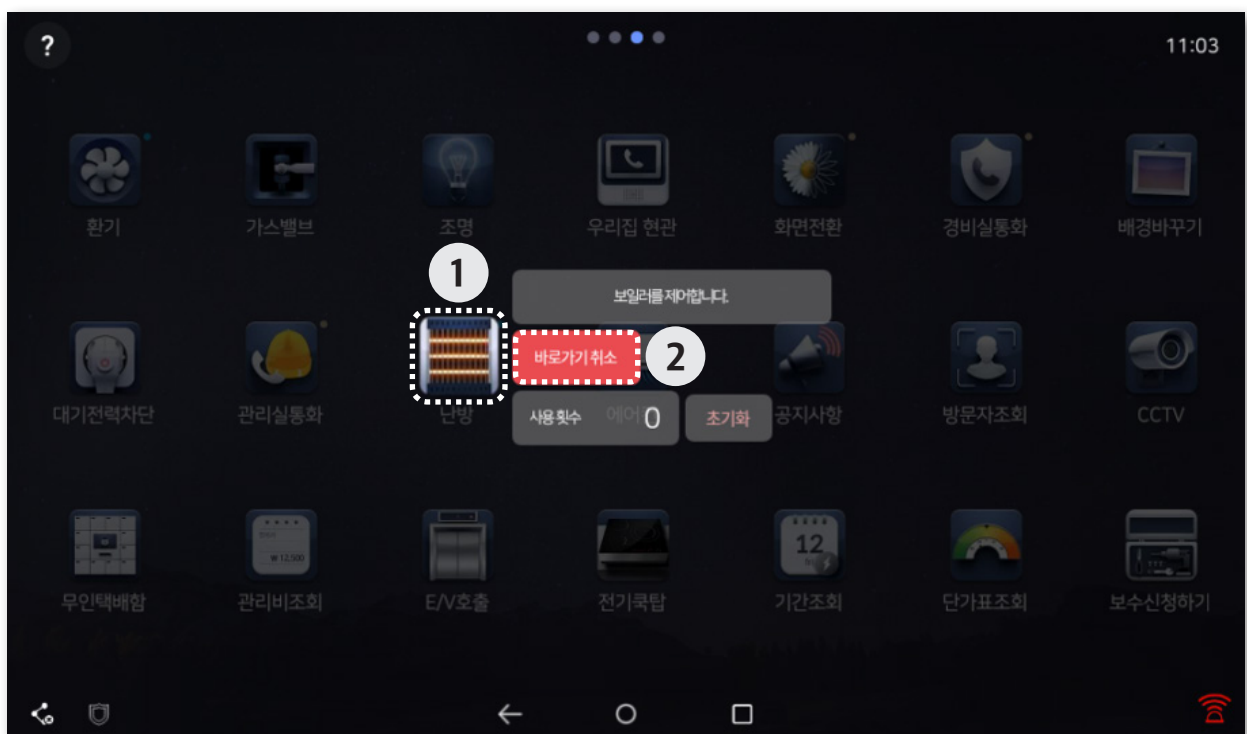 ?
11:03
환기
가스밸브
조명
우리집 현관
화면전환
경비실통화
배경바꾸기
1
보일러를 제어합니다.
바로가기 취소
2
사용 횟수
0
초기화
대기전력차단
관리실통화
난방
에어
공지사항
방문자조회
CCTV
₩ 12,500
12
무인택배함
관리비조회
E/V호출
전기쿡탑
기간조회
단가표조회
보수신청하기